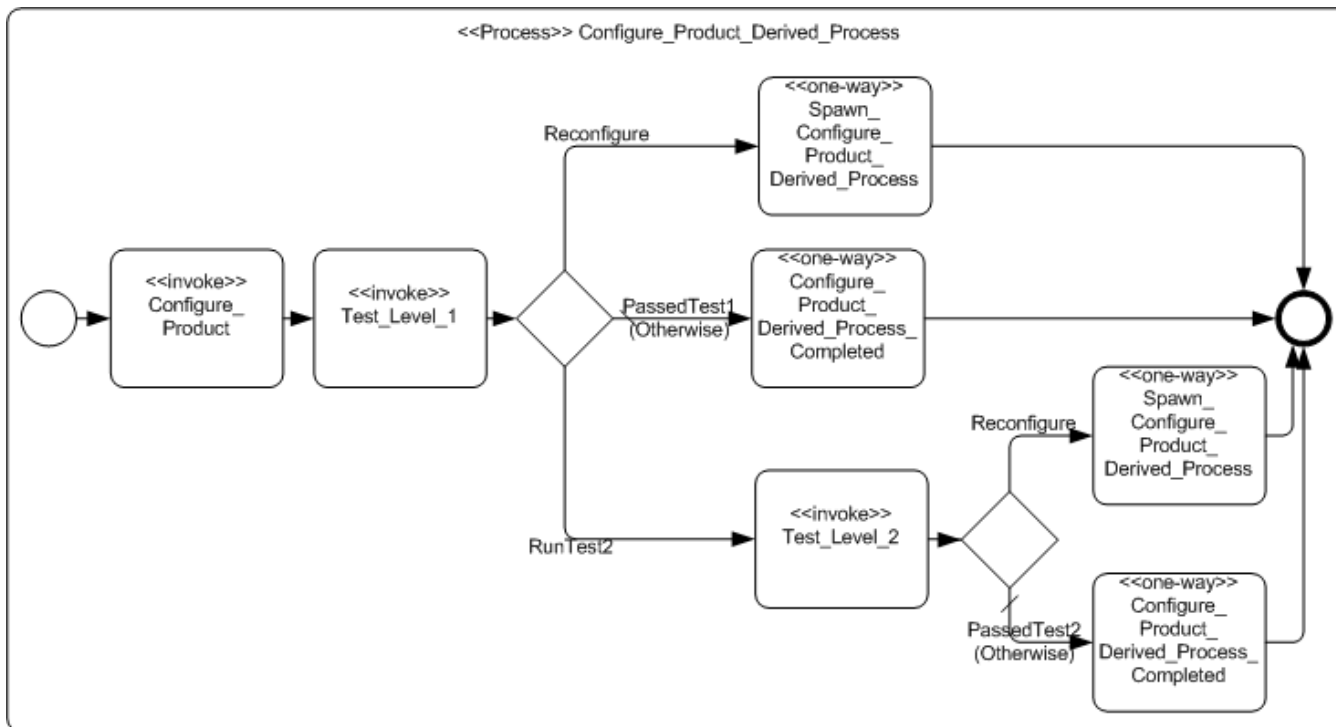 <<Process>> Configure_Product_Derived_Process
<<one-way>>
Spawn_
Configure_
Product_
Derived_Process
Reconfigure
<<invoke>>
Configure_
Product
<<invoke>>
Test_Level_1
PassedTest1
(Otherwise)
<<one-way>>
Configure_
Product_
Derived_Process_
Completed
<<one-way>>
Spawn_
Configure_
Product_
Derived_Process
Reconfigure
RunTest2
<<invoke>>
Test_Level_2
PassedTest2
(Otherwise)
<<one-way>>
Configure_
Product_
Derived_Process_
Completed